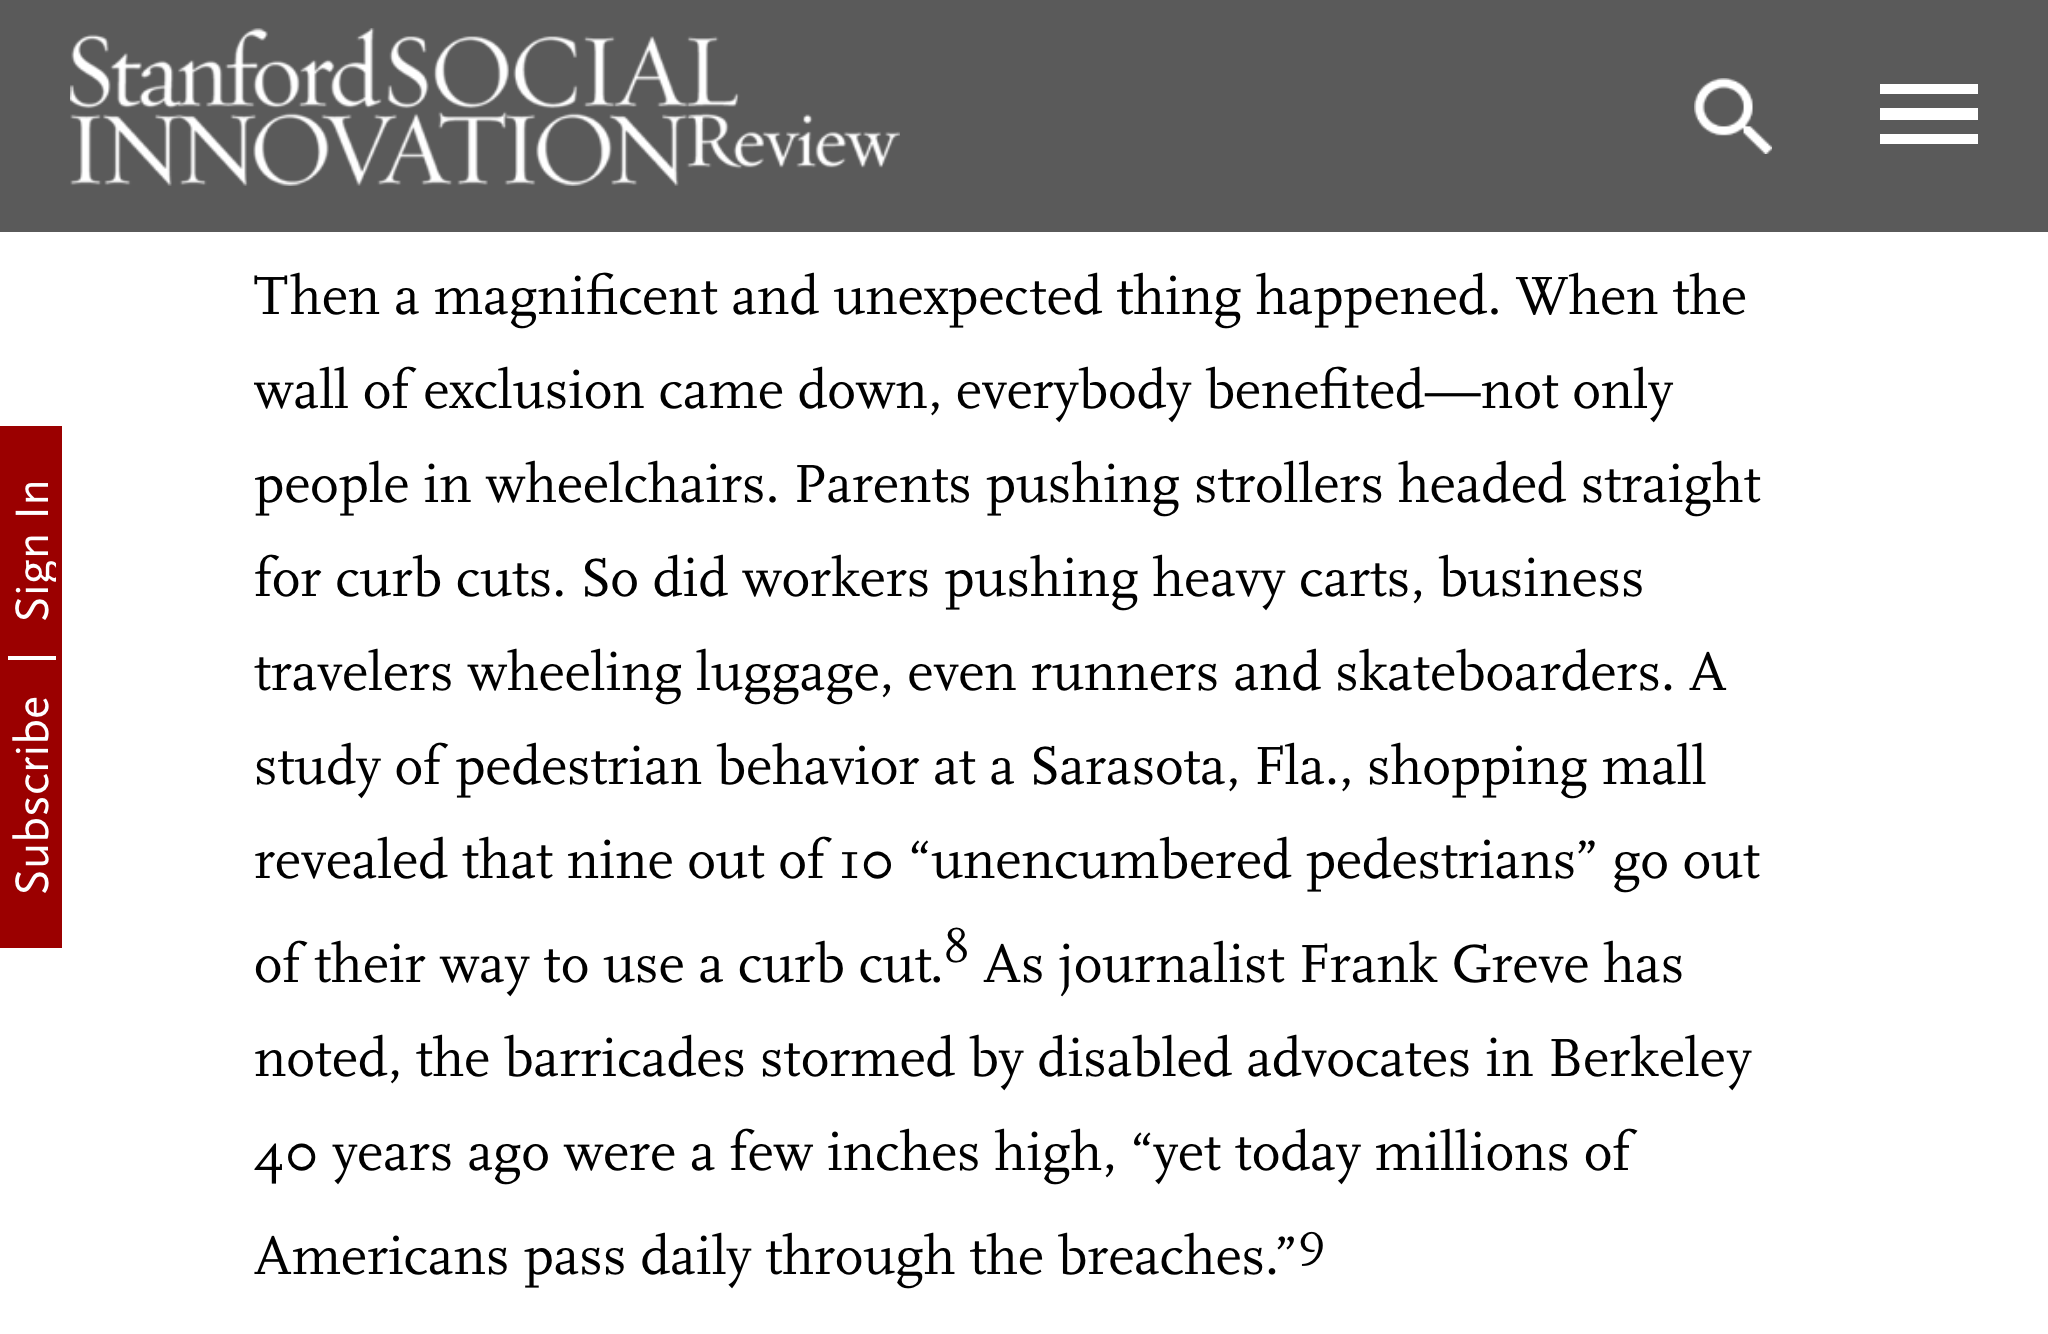 Stanford SOCIAL
INNOVATION Review
Then a magnificent and unexpected thing happened. When the
wall of exclusion came down, everybody benefited—not only
people in wheelchairs. Parents pushing strollers headed straight
for curb cuts. So did workers pushing heavy carts, business
travelers wheeling luggage, even runners and skateboarders. A
study of pedestrian behavior at a Sarasota, Fla., shopping mall
revealed that nine out of 10 “unencumbered pedestrians” go out
of their way to use a curb cut.8 As journalist Frank Greve has
noted, the barricades stormed by disabled advocates in Berkeley
40 years ago were a few inches high, “yet today millions of
Americans pass daily through the breaches.”9
Subscribe | Sign In